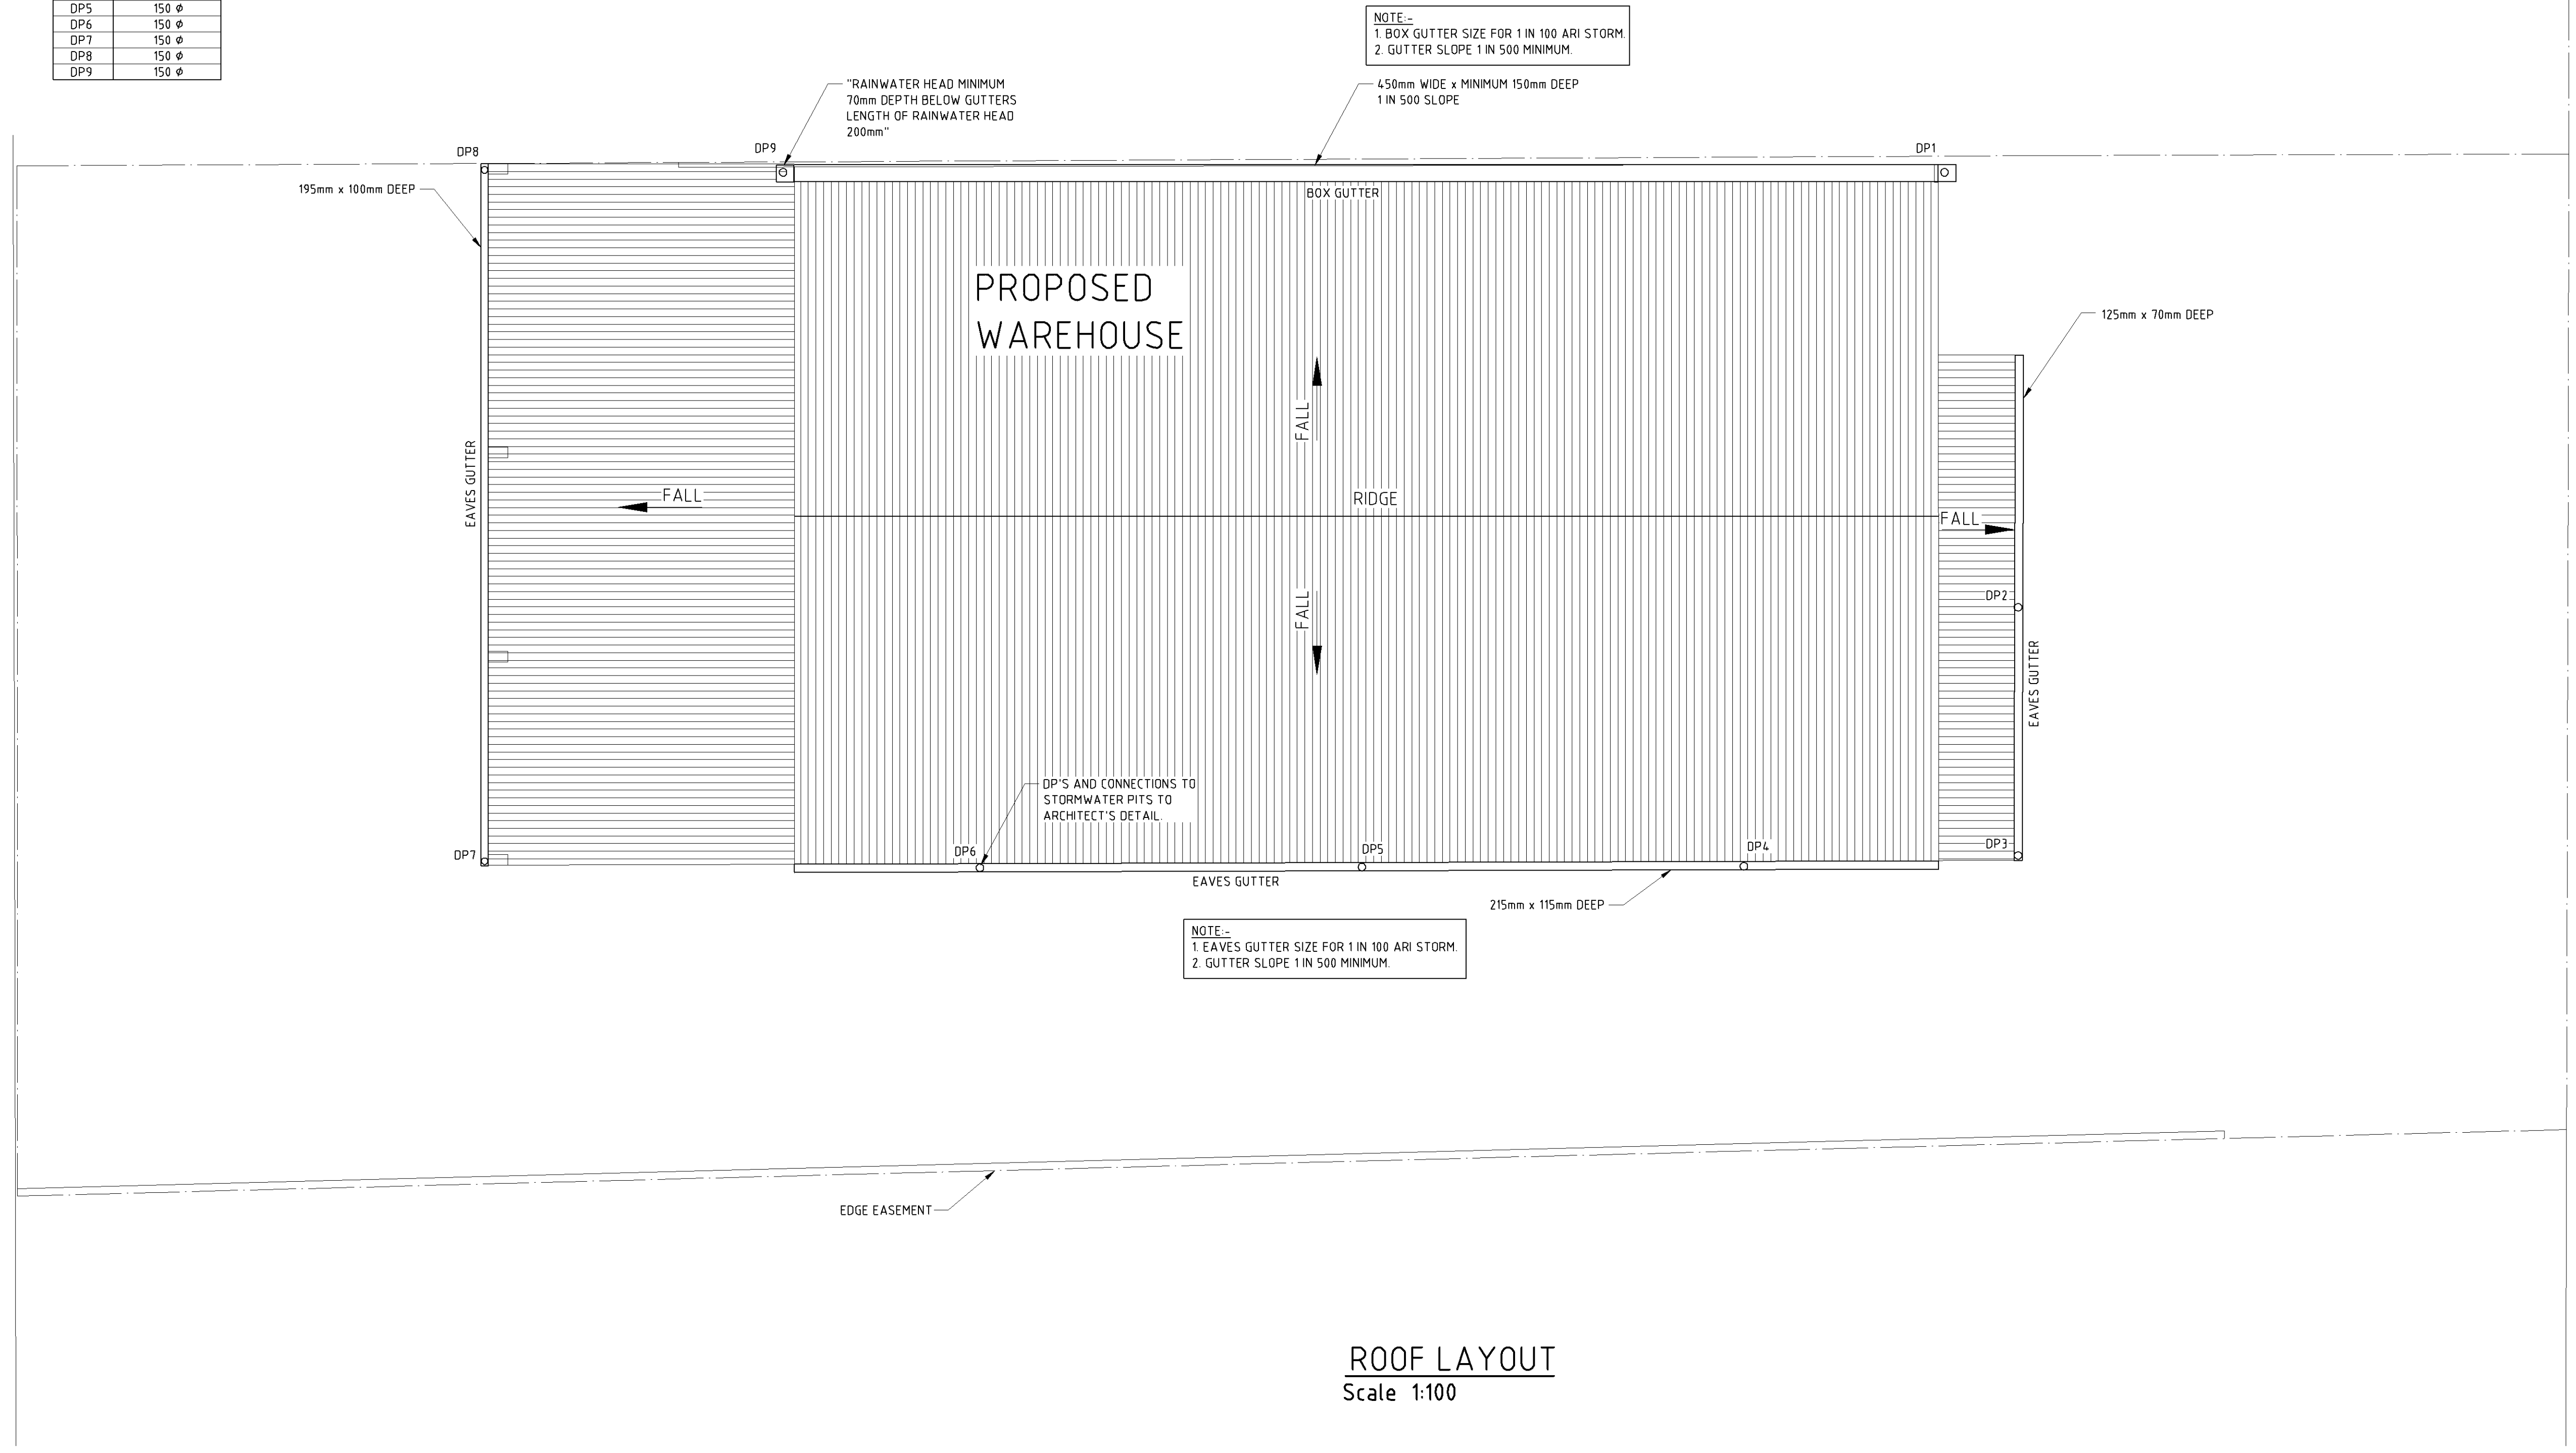 DP5 150 ⌀
DP6 150 ⌀
DP7 150 ⌀
DP8 150 ⌀
DP9 150 ⌀
NOTE:-
1. BOX GUTTER SIZE FOR 1 IN 100 ARI STORM.
2. GUTTER SLOPE 1 IN 500 MINIMUM.
"RAINWATER HEAD MINIMUM
70mm DEPTH BELOW GUTTERS
LENGTH OF RAINWATER HEAD
200mm"
450mm WIDE x MINIMUM 150mm DEEP
1 IN 500 SLOPE
DP8
DP9
DP1
195mm x 100mm DEEP
BOX GUTTER
PROPOSED
WAREHOUSE
125mm x 70mm DEEP
FALL
EAVES GUTTER
FALL
RIDGE
FALL
FALL
DP2
EAVES GUTTER
DP'S AND CONNECTIONS TO
STORMWATER PITS TO
ARCHITECT'S DETAIL.
DP7
DP6
DP5
DP4
DP3
EAVES GUTTER
215mm x 115mm DEEP
NOTE:-
1. EAVES GUTTER SIZE FOR 1 IN 100 ARI STORM.
2. GUTTER SLOPE 1 IN 500 MINIMUM.
EDGE EASEMENT
ROOF LAYOUT
Scale 1:100